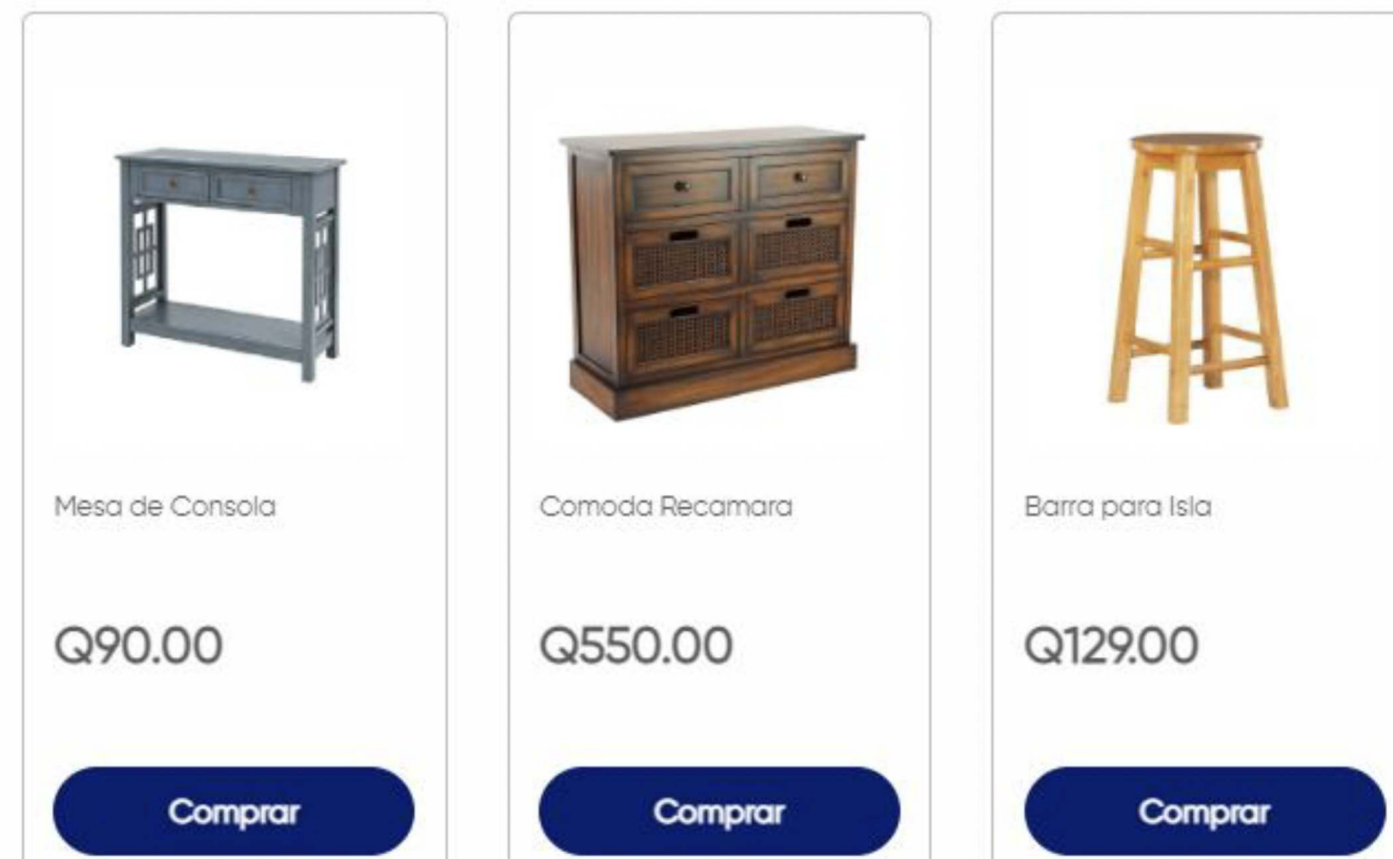 Mesa de Consola
Comoda Recamara
Barra para Isla
Q90.00
Q550.00
Q129.00
Comprar
Comprar
Comprar